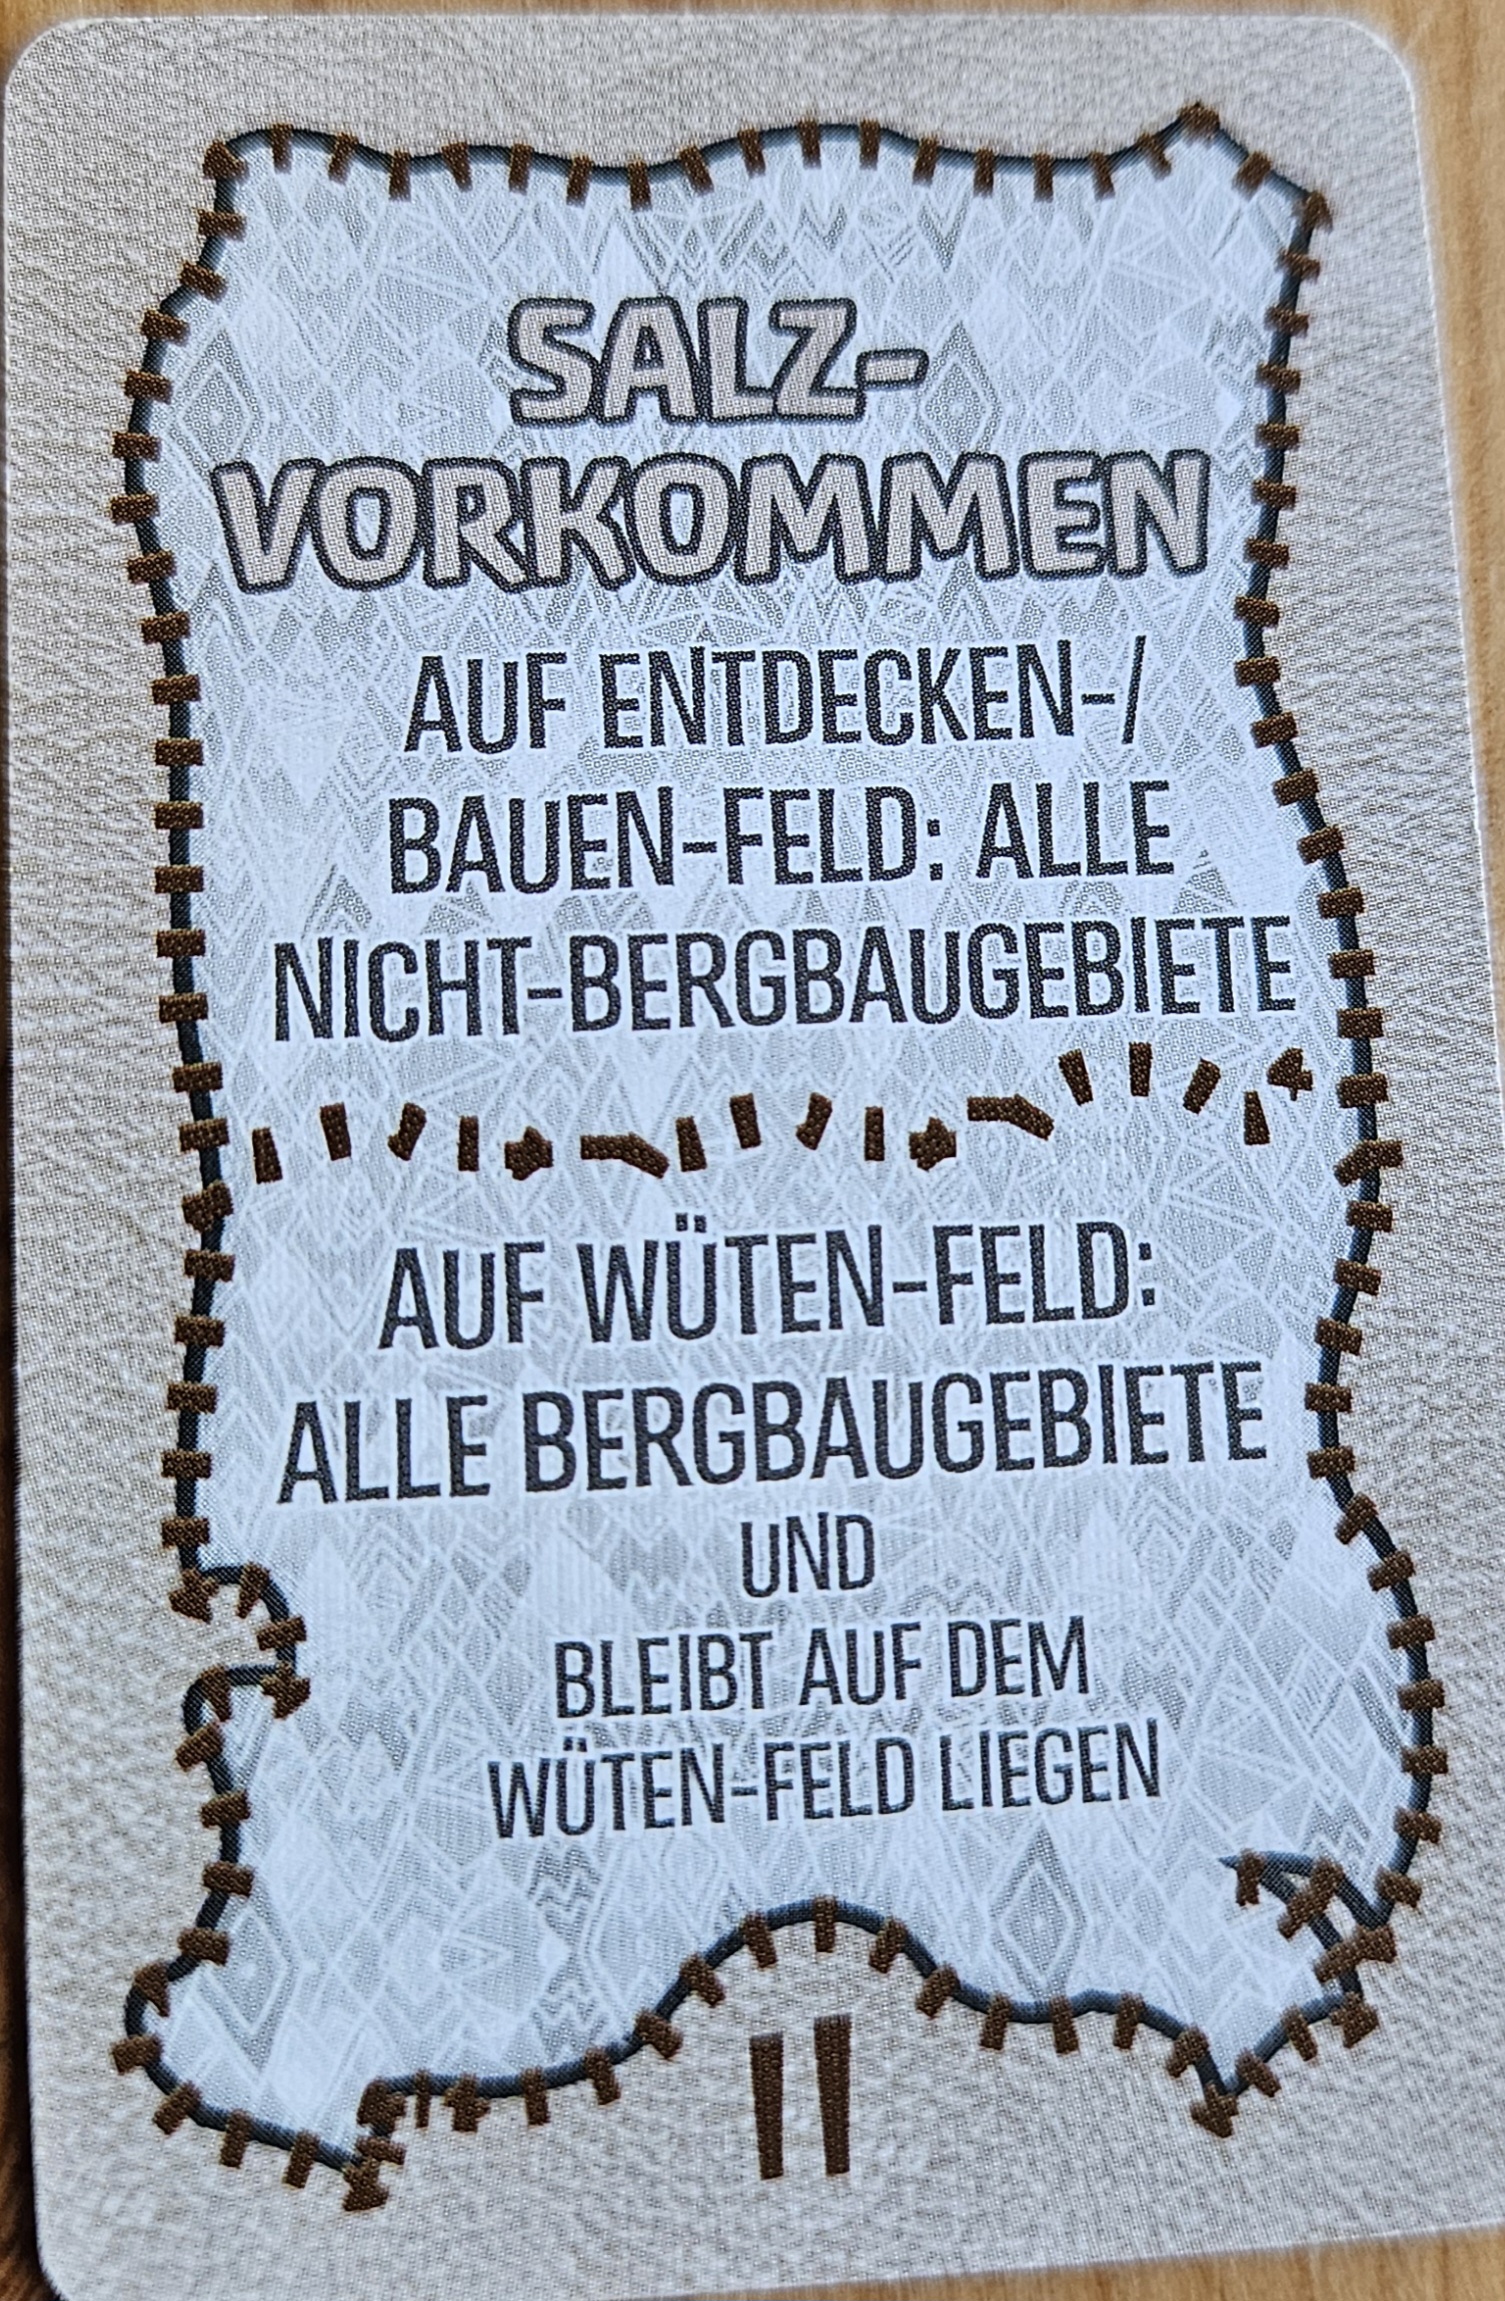 SALZ-
VORKOMMEN
AUF ENTDECKEN-/
BAUEN-FELD: ALLE
NICHT-BERGBAUGEBIETE
AUF WÜTEN-FELD:
ALLE BERGBAUGEBIETE
UND
BLEIBT AUF DEM
WÜTEN-FELD LIEGEN
II